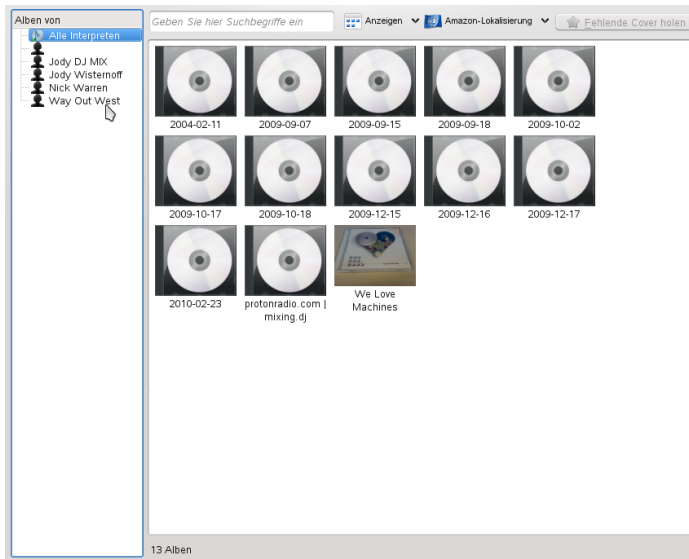 Alben von
Geben Sie hier Suchbegriffe ein
Anzeigen
Amazon-Lokalisierung
Fehlende Cover holen
Alle Interpreten
Jody DJ MIX
Jody Wisternoff
Nick Warren
Way Out West
2004-02-11
2009-09-07
2009-09-15
2009-09-18
2009-10-02
2009-10-17
2009-10-18
2009-12-15
2009-12-16
2009-12-17
2010-02-23
protonradio.com |
mixing.dj
We Love
Machines
13 Alben